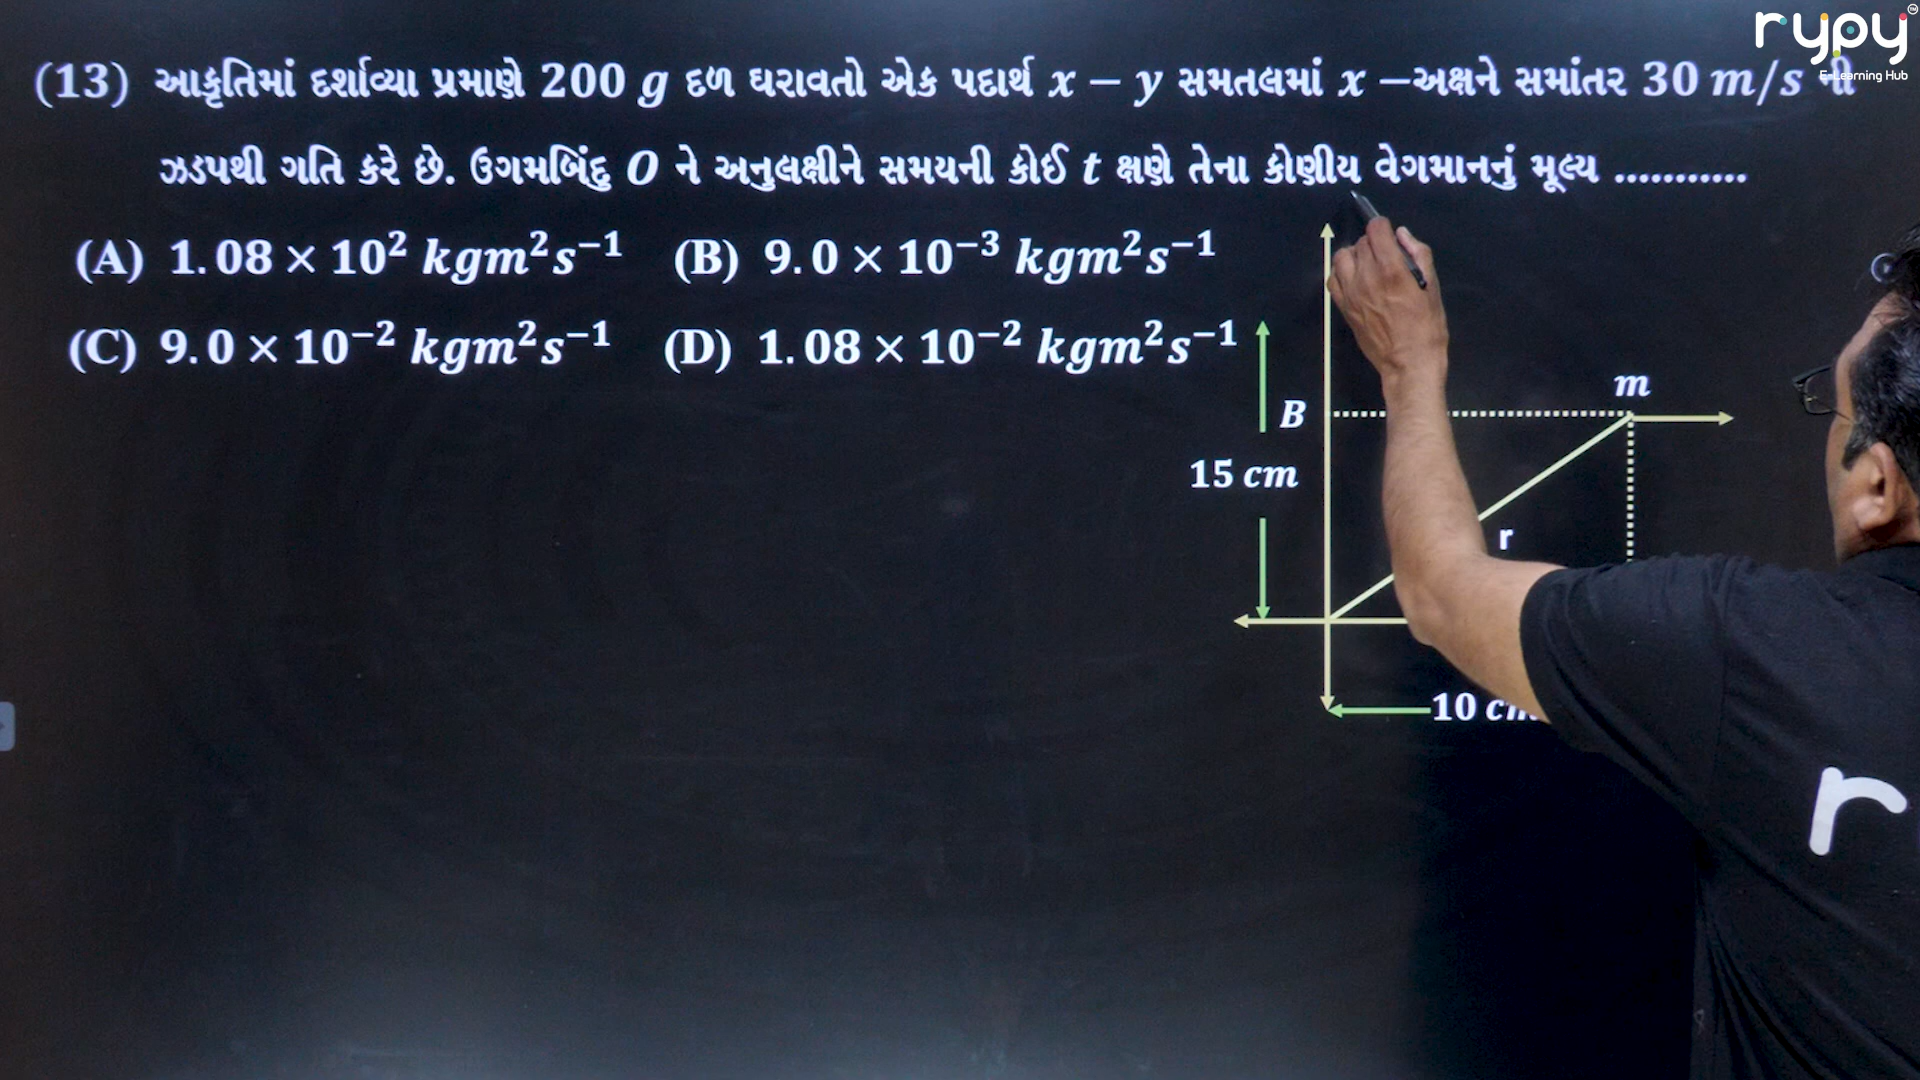 rypy™
E-Learning Hub
(13) આકૃતિમાં દર્શાવ્યા પ્રમાણે 200 g દળ ધરાવતો એક પદાર્થ x – y સમતલમાં x –અક્ષને સમાંતર 30 m/s ની
ઝડપથી ગતિ કરે છે. ઉગમબિંદુ O ને અનુલક્ષીને સમયની કોઈ t ક્ષણે તેના કોણીય વેગમાનનું મૂલ્ય ...........
(A) 1.08 × 10² kgm²s⁻¹ (B) 9.0 × 10⁻³ kgm²s⁻¹
(C) 9.0 × 10⁻² kgm²s⁻¹ (D) 1.08 × 10⁻² kgm²s⁻¹
m
B
15 cm
r
10
r